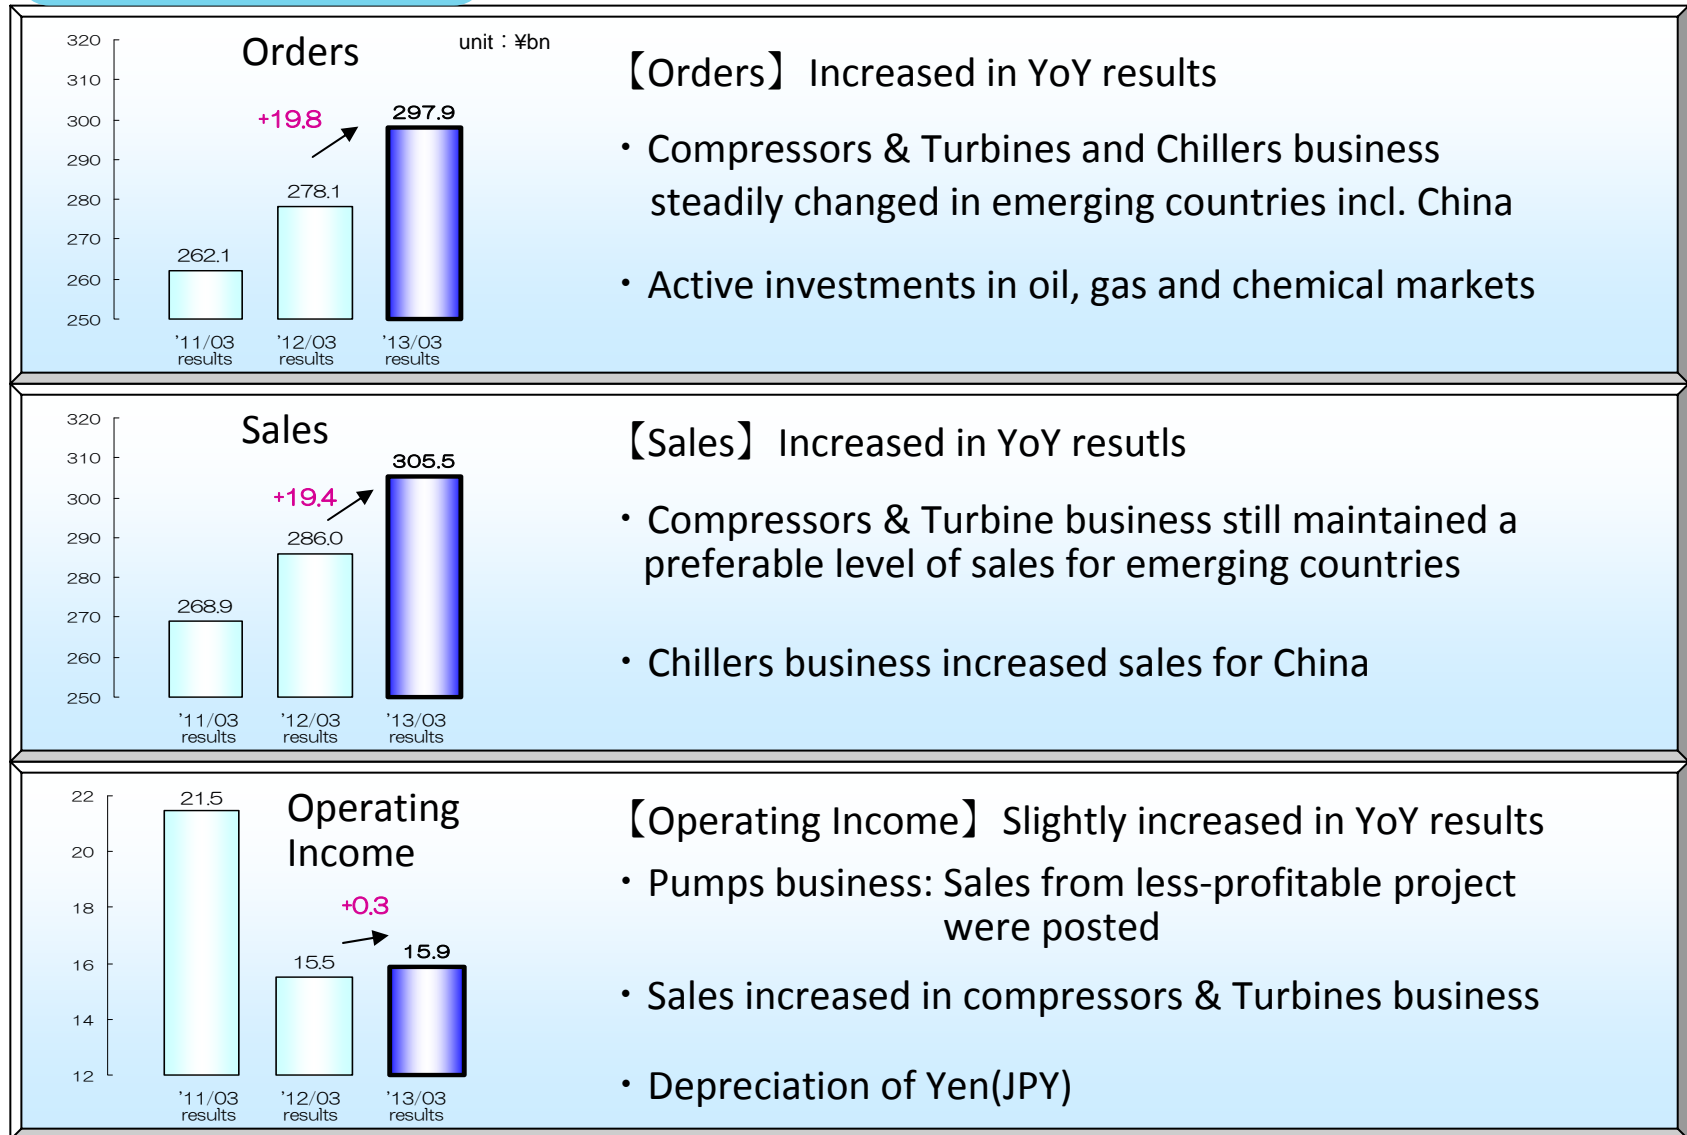 Orders
unit：¥bn
320
310
300
290
280
270
260
250
+19.8
262.1
278.1
297.9
'11/03
results
'12/03
results
'13/03
results
【Orders】 Increased in YoY results
・Compressors & Turbines and Chillers business
steadily changed in emerging countries incl. China
・Active investments in oil, gas and chemical markets
Sales
320
310
300
290
280
270
260
250
+19.4
268.9
286.0
305.5
'11/03
results
'12/03
results
'13/03
results
【Sales】 Increased in YoY resutls
・Compressors & Turbine business still maintained a
preferable level of sales for emerging countries
・Chillers business increased sales for China
Operating
Income
22
20
18
16
14
12
+0.3
21.5
15.5
15.9
'11/03
results
'12/03
results
'13/03
results
【Operating Income】 Slightly increased in YoY results
・Pumps business: Sales from less-profitable project
were posted
・Sales increased in compressors & Turbines business
・Depreciation of Yen(JPY)